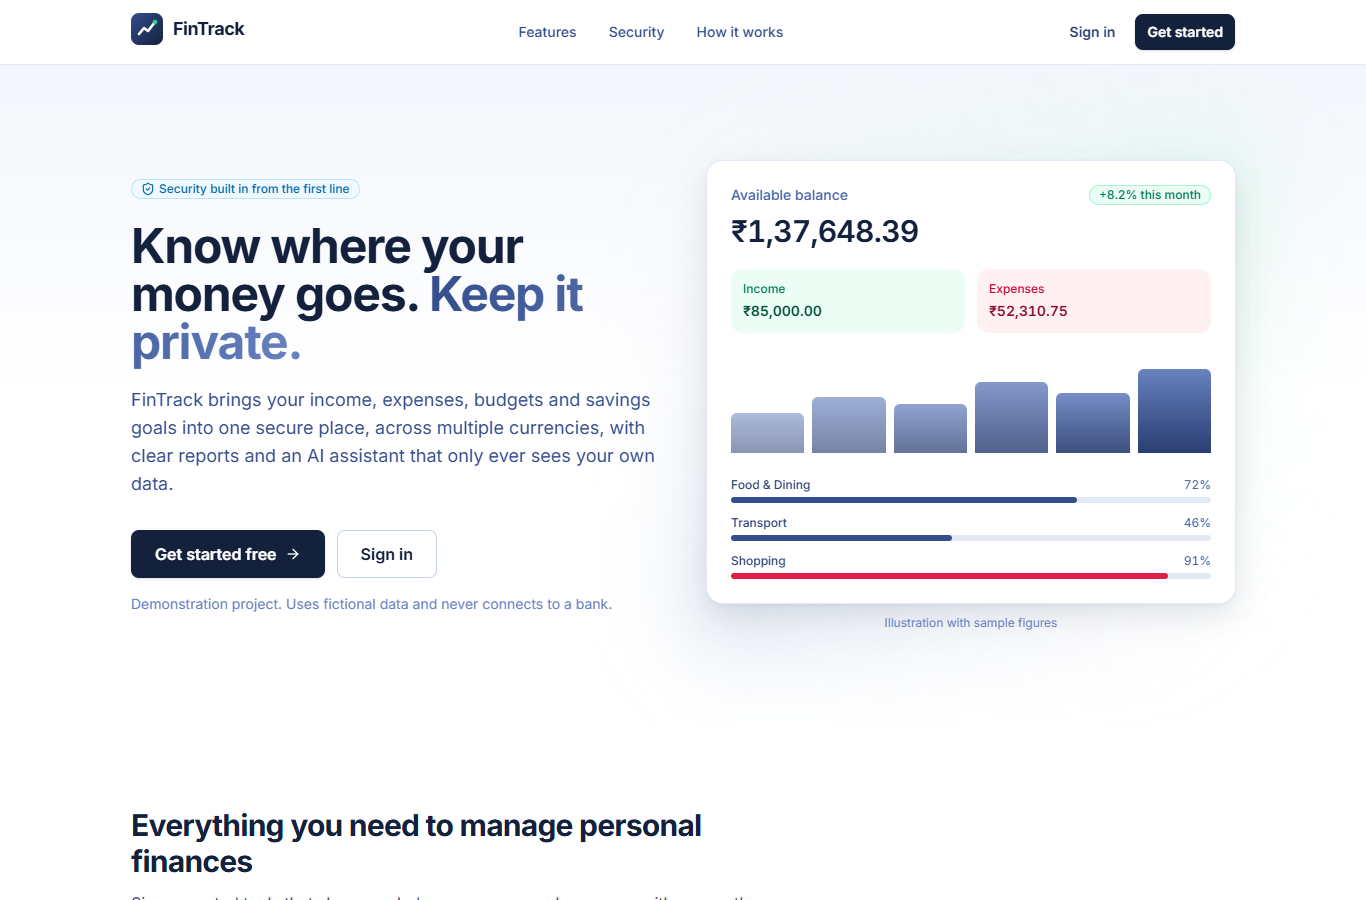 FinTrack
Features
Security
How it works
Sign in
Get started
Security built in from the first line
Know where your
money goes. Keep it
private.
FinTrack brings your income, expenses, budgets and savings
goals into one secure place, across multiple currencies, with
clear reports and an AI assistant that only ever sees your own
data.
Get started free →
Sign in
Demonstration project. Uses fictional data and never connects to a bank.
Available balance
+8.2% this month
₹1,37,648.39
Income
₹85,000.00
Expenses
₹52,310.75
Food & Dining
72%
Transport
46%
Shopping
91%
Illustration with sample figures
Everything you need to manage personal
finances